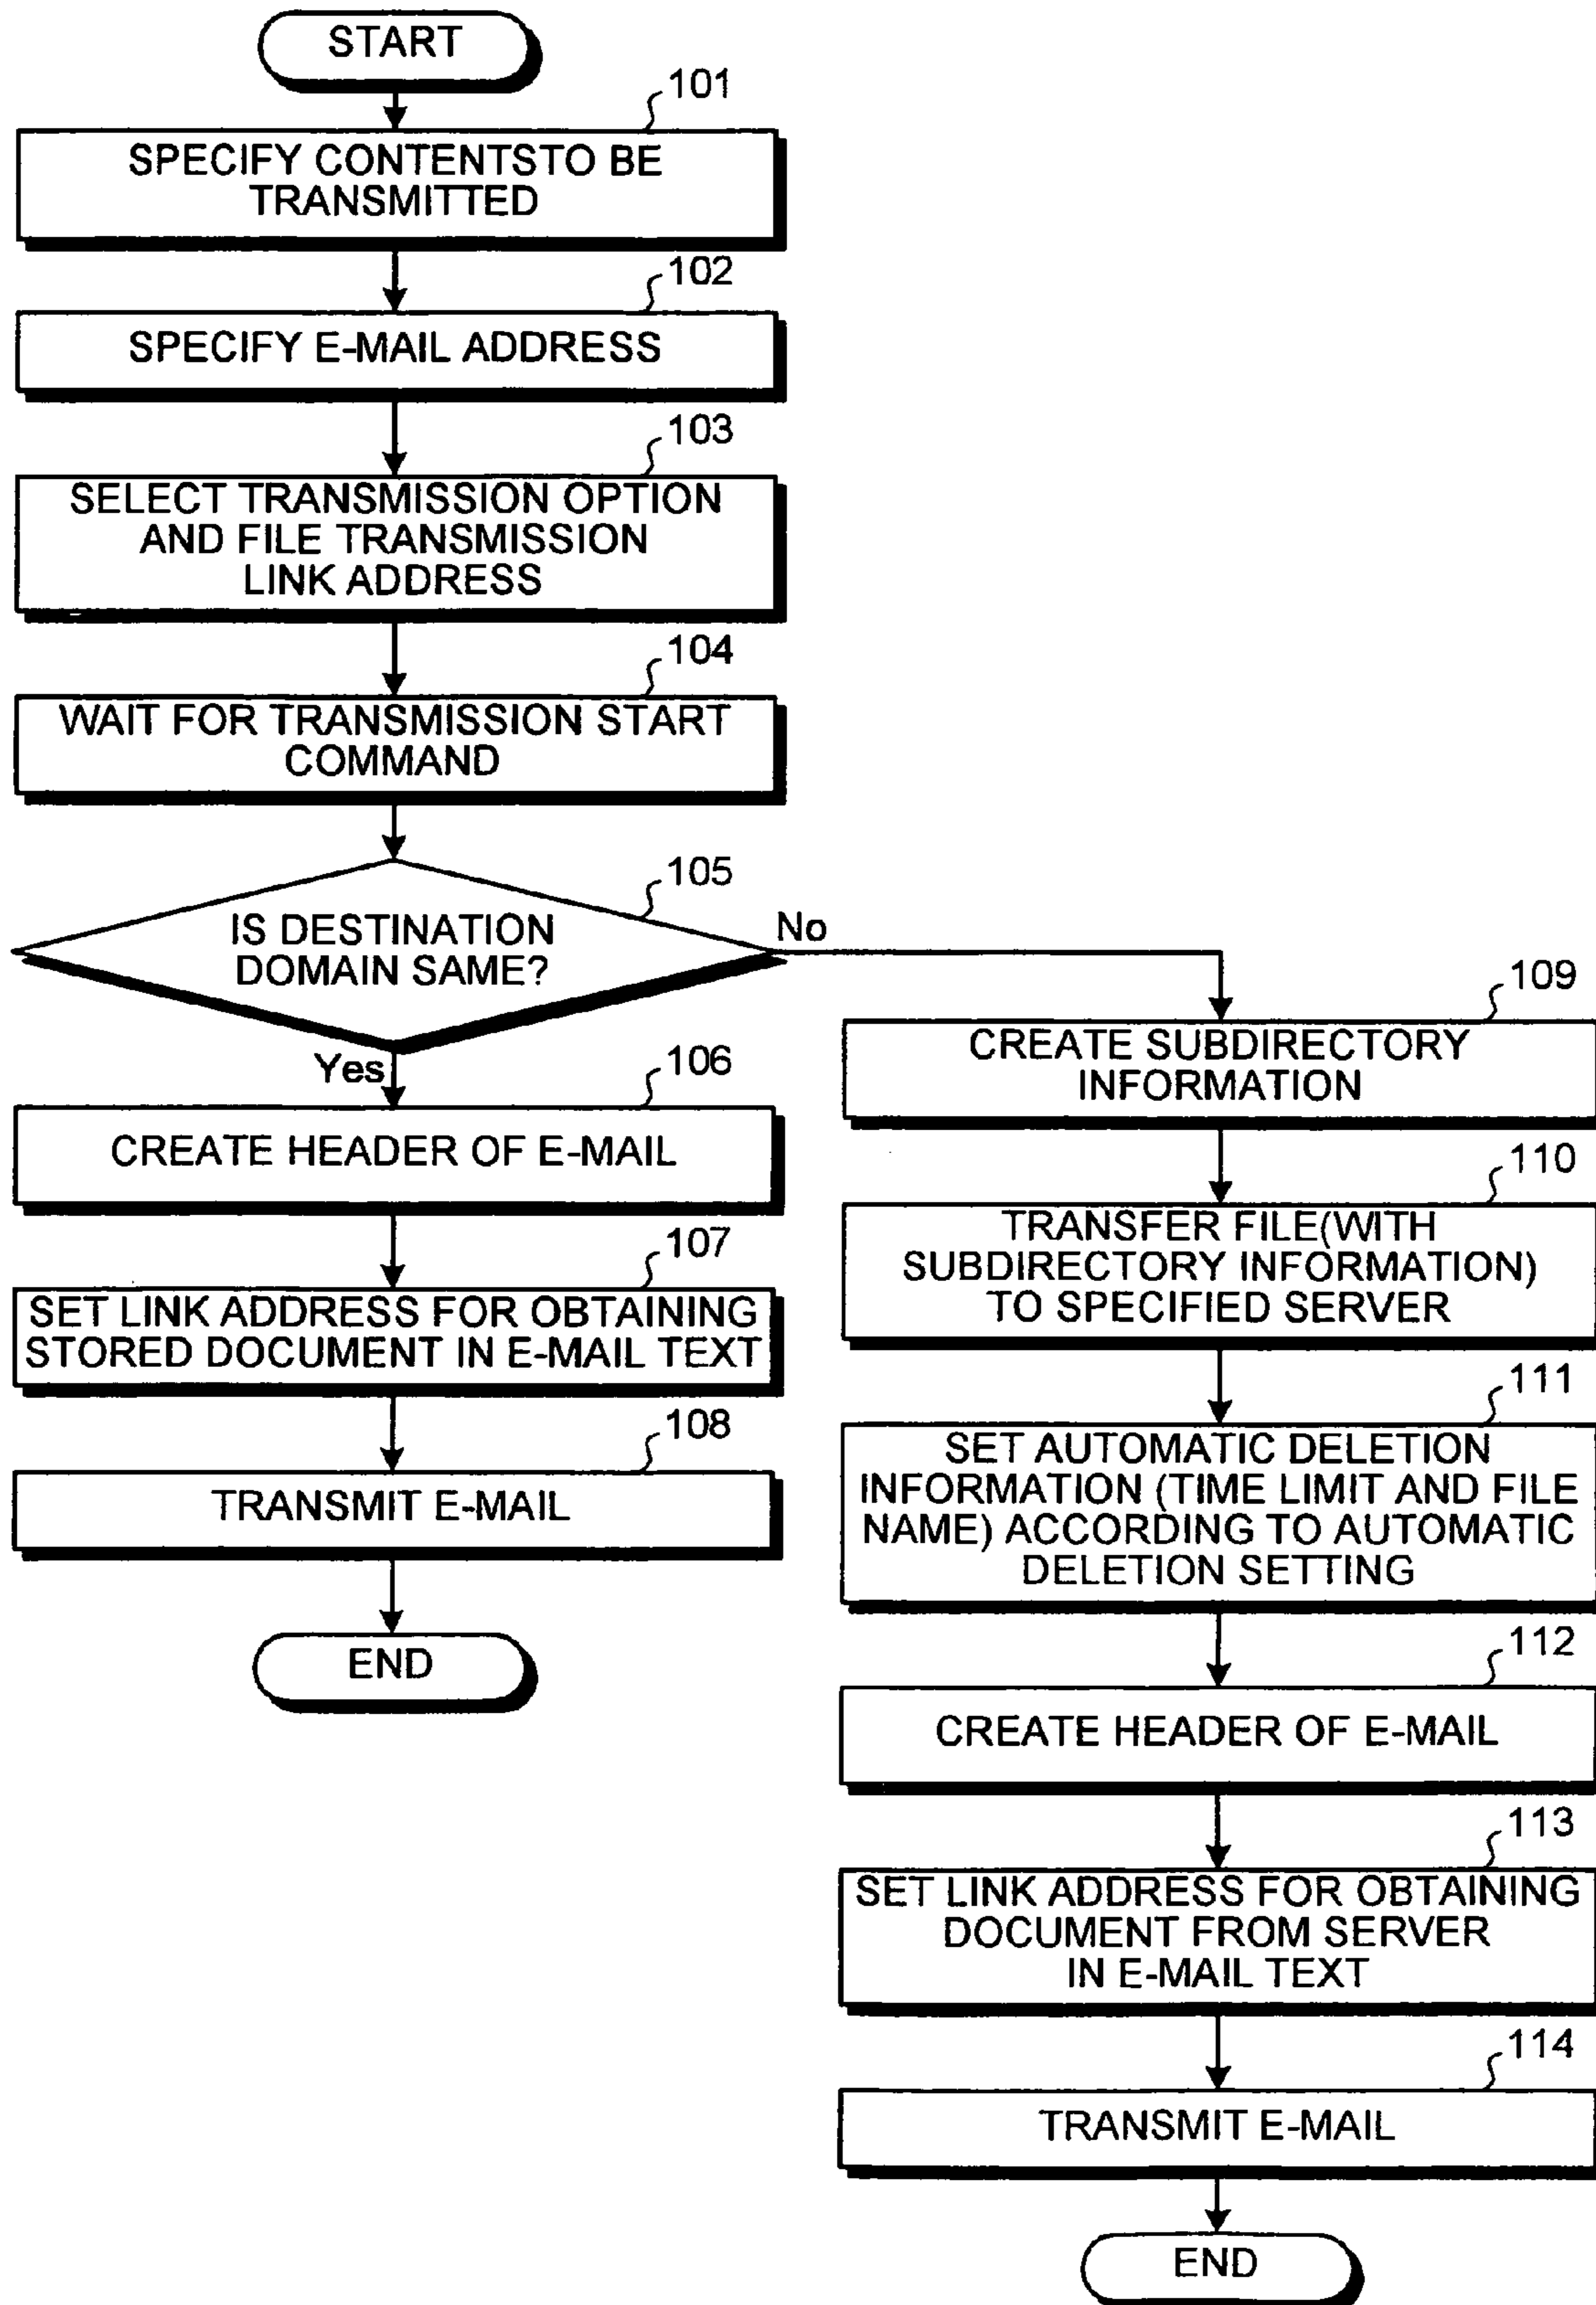 START
101
SPECIFY CONTENTSTO BE
TRANSMITTED
102
SPECIFY E-MAIL ADDRESS
103
SELECT TRANSMISSION OPTION
AND FILE TRANSMISSION
LINK ADDRESS
104
WAIT FOR TRANSMISSION START
COMMAND
105
IS DESTINATION
DOMAIN SAME?
No
Yes
106
CREATE HEADER OF E-MAIL
107
SET LINK ADDRESS FOR OBTAINING
STORED DOCUMENT IN E-MAIL TEXT
108
TRANSMIT E-MAIL
END
109
CREATE SUBDIRECTORY
INFORMATION
110
TRANSFER FILE(WITH
SUBDIRECTORY INFORMATION)
TO SPECIFIED SERVER
111
SET AUTOMATIC DELETION
INFORMATION (TIME LIMIT AND FILE
NAME) ACCORDING TO AUTOMATIC
DELETION SETTING
112
CREATE HEADER OF E-MAIL
113
SET LINK ADDRESS FOR OBTAINING
DOCUMENT FROM SERVER
IN E-MAIL TEXT
114
TRANSMIT E-MAIL
END